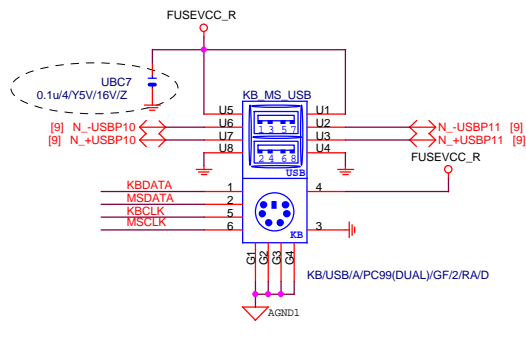 FUSEVCC_R
UBC7
0.1u/4/Y5V/16V/Z
KB_MS_USB
U5 U1
[9] N_-USBP10 U6 U2 N_-USBP11 [9]
[9] N_+USBP10 U7 U3 N_+USBP11 [9]
U8 U4
1 3 5 7
2 4 6 8
USB
FUSEVCC_R
KBDATA 1 4
MSDATA 2
KBCLK 5
MSCLK 6 3
KB
G1 G2 G3 G4
KB/USB/A/PC99(DUAL)/GF/2/RA/D
AGND1